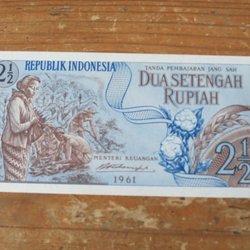 2½
REPUBLIK INDONESIA
TANDA PEMBAJARAN JANG SAH
DUA SETENGAH
RUPIAH
MENTERI KEUANGAN
1961
2½